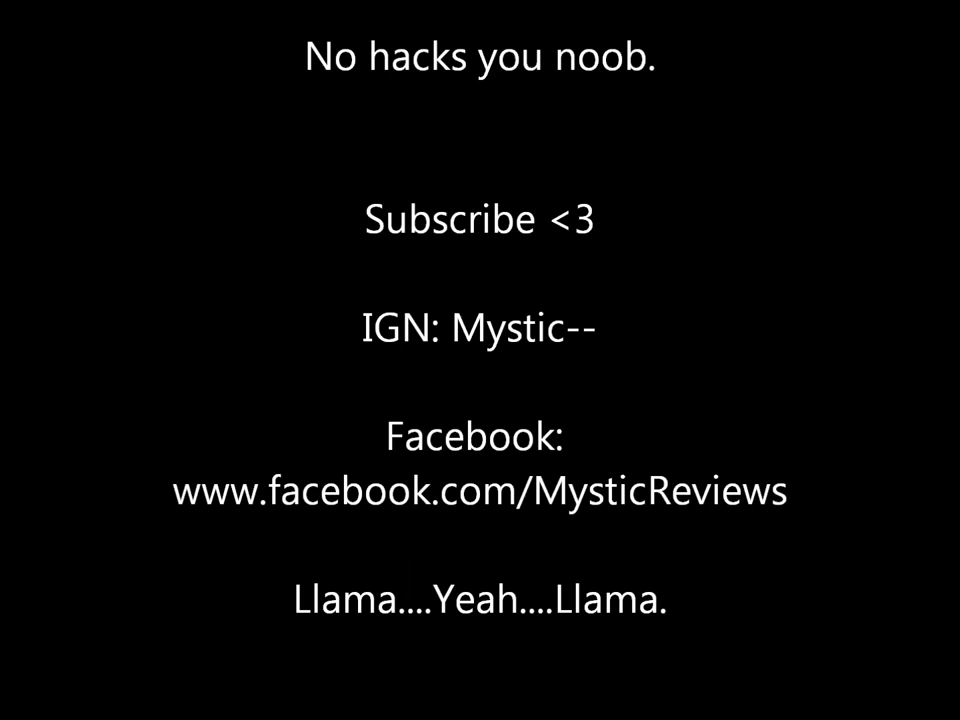 No hacks you noob.
Subscribe <3
IGN: Mystic--
Facebook:
www.facebook.com/MysticReviews
Llama....Yeah....Llama.